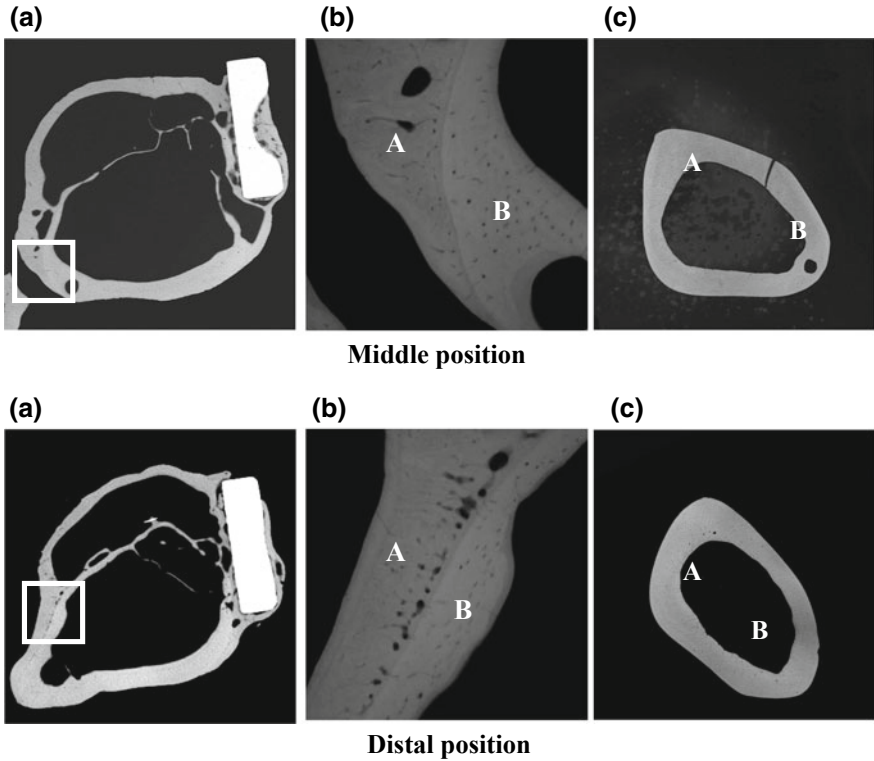 (a) (b) (c)
A B A B
Middle position
(a) (b) (c)
A B A B
Distal position